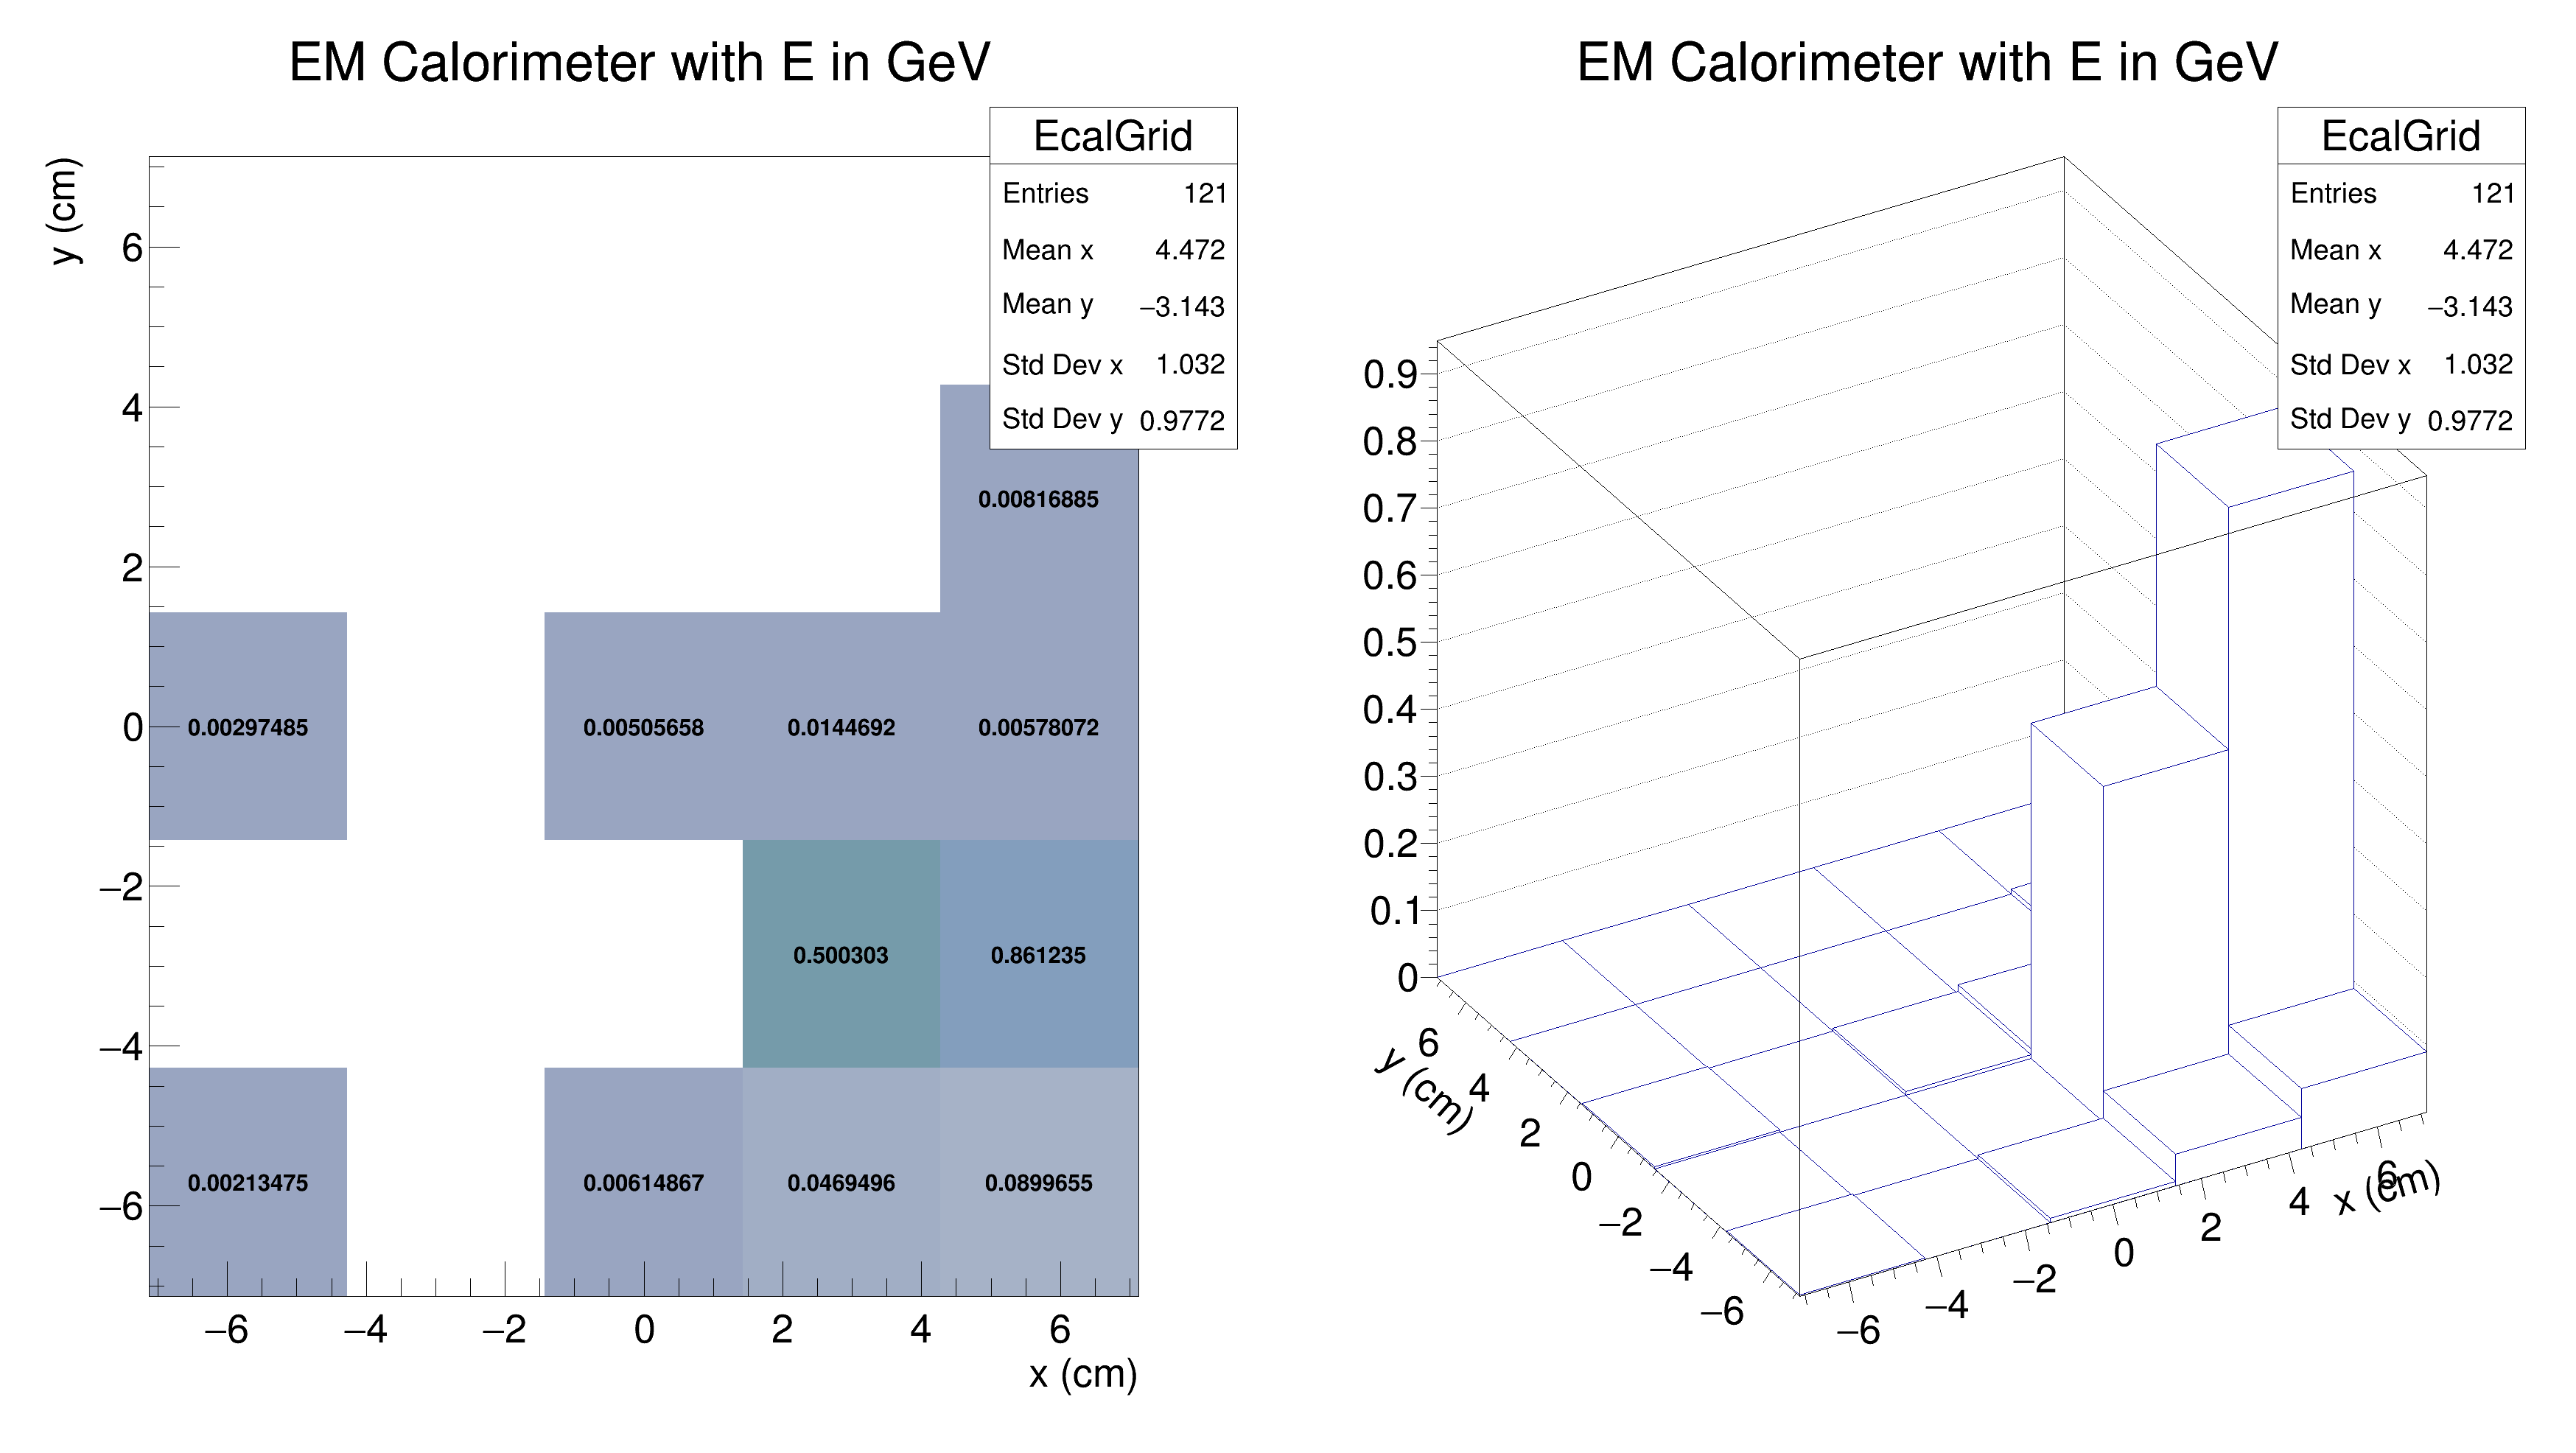 EM Calorimeter with E in GeV
EcalGrid
Entries 121
Mean x 4.472
Mean y −3.143
Std Dev x 1.032
Std Dev y 0.9772
y (cm)
6
4
2
0
−2
−4
−6
0.00816885
0.00297485 0.00505658 0.0144692 0.00578072
0.500303 0.861235
0.00213475 0.00614867 0.0469496 0.0899655
−6 −4 −2 0 2 4 6
x (cm)
EM Calorimeter with E in GeV
EcalGrid
Entries 121
Mean x 4.472
Mean y −3.143
Std Dev x 1.032
Std Dev y 0.9772
0.9
0.8
0.7
0.6
0.5
0.4
0.3
0.2
0.1
0
y (cm)
6
4
2
0
−2
−4
−6
−6 −4 −2 0 2 4 6
x (cm)